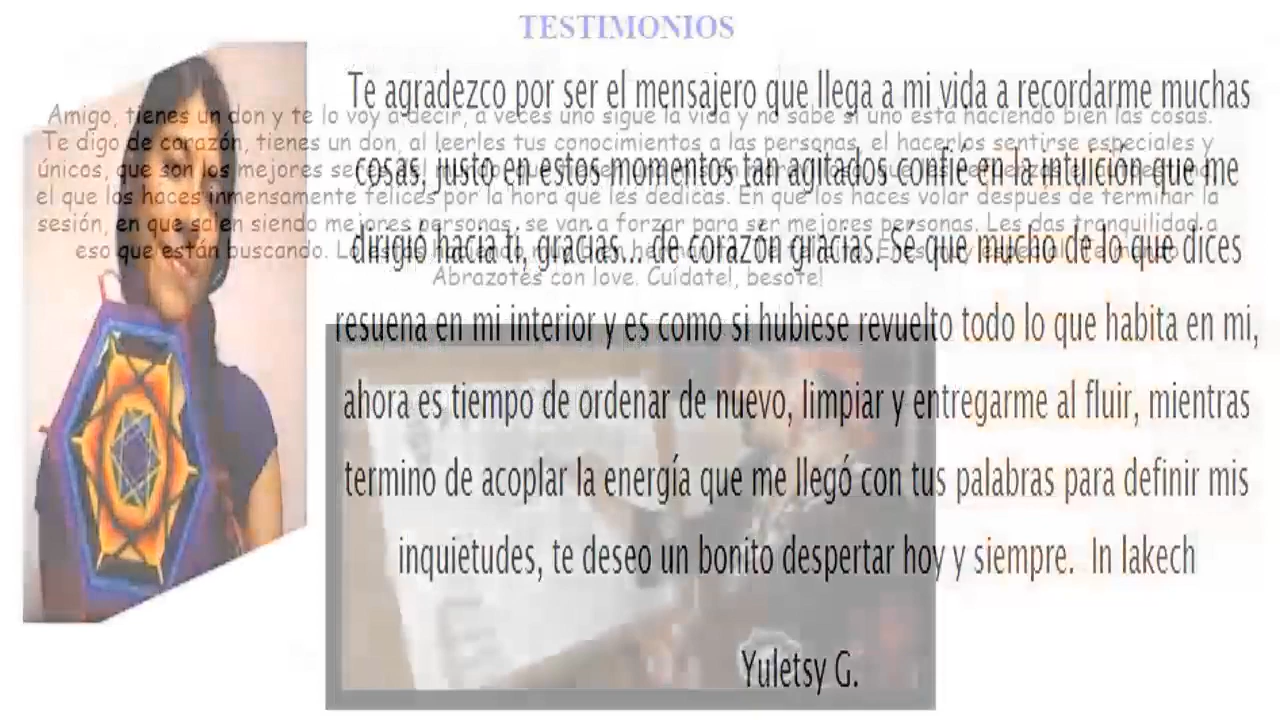 TESTIMONIOS
Te agradezco por ser el mensajero que llega a mi vida a recordarme muchas
cosas, justo en estos momentos tan agitados confié en la intuición que me
dirigió hacia ti, gracias... de corazón gracias. Sé que mucho de lo que dices
resuena en mi interior y es como si hubiese revuelto todo lo que habita en mi,
ahora es tiempo de ordenar de nuevo, limpiar y entregarme al fluir, mientras
termino de acoplar la energía que me llegó con tus palabras para definir mis
inquietudes, te deseo un bonito despertar hoy y siempre. In lakech
Yuletsy G.
Amigo, tienes un don y te lo voy a decir, a veces uno sigue la vida y no sabe si uno esta haciendo bien las cosas.
Te digo de corazón, tienes un don, al leerles tus conocimientos a las personas, el hacerlos sentirse especiales y
únicos, que son los mejores
el que los haces inmensamente felices por la hora que les dedicas. En que los haces volar después de terminar la
sesión, en que salen siendo mejores personas, se van a forzar para ser mejores personas. Les das tranquilidad a
eso que están buscando.
Abrazotes con love. Cuídate!, besote!